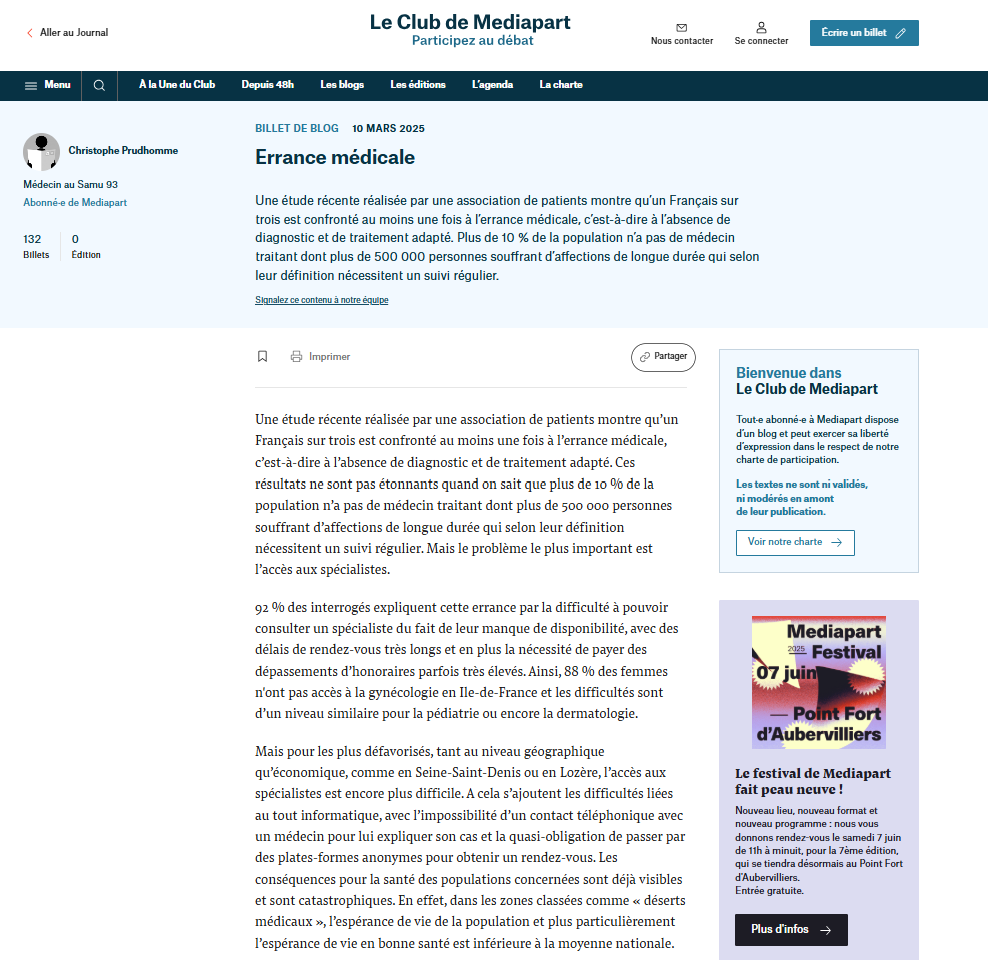 Aller au Journal
Le Club de Mediapart
Participez au débat
Nous contacter
Se connecter
Écrire un billet
Menu
À la Une du Club
Depuis 48h
Les blogs
Les éditions
L'agenda
La charte
Christophe Prudhomme
Médecin au Samu 93
Abonné·e de Mediapart
132
Billets
0
Édition
BILLET DE BLOG 10 MARS 2025
Errance médicale
Une étude récente réalisée par une association de patients montre qu'un Français sur
trois est confronté au moins une fois à l'errance médicale, c'est-à-dire à l'absence de
diagnostic et de traitement adapté. Plus de 10 % de la population n'a pas de médecin
traitant dont plus de 500 000 personnes souffrant d'affections de longue durée qui selon
leur définition nécessitent un suivi régulier.
Signalez ce contenu à notre équipe
Imprimer
Partager
Une étude récente réalisée par une association de patients montre qu'un
Français sur trois est confronté au moins une fois à l'errance médicale,
c'est-à-dire à l'absence de diagnostic et de traitement adapté. Ces
résultats ne sont pas étonnants quand on sait que plus de 10 % de la
population n'a pas de médecin traitant dont plus de 500 000 personnes
souffrant d'affections de longue durée qui selon leur définition
nécessitent un suivi régulier. Mais le problème le plus important est
l'accès aux spécialistes.
92 % des interrogés expliquent cette errance par la difficulté à pouvoir
consulter un spécialiste du fait de leur manque de disponibilité, avec des
délais de rendez-vous très longs et en plus la nécessité de payer des
dépassements d'honoraires parfois très élevés. Ainsi, 88 % des femmes
n'ont pas accès à la gynécologie en Ile-de-France et les difficultés sont
d'un niveau similaire pour la pédiatrie ou encore la dermatologie.
Mais pour les plus défavorisés, tant au niveau géographique
qu'économique, comme en Seine-Saint-Denis ou en Lozère, l'accès aux
spécialistes est encore plus difficile. A cela s'ajoutent les difficultés liées
au tout informatique, avec l'impossibilité d'un contact téléphonique avec
un médecin pour lui expliquer son cas et la quasi-obligation de passer par
des plates-formes anonymes pour obtenir un rendez-vous. Les
conséquences pour la santé des populations concernées sont déjà visibles
et sont catastrophiques. En effet, dans les zones classées comme « déserts
médicaux », l'espérance de vie de la population et plus particulièrement
l'espérance de vie en bonne santé est inférieure à la moyenne nationale.
Bienvenue dans
Le Club de Mediapart
Tout·e abonné·e à Mediapart dispose
d'un blog et peut exercer sa liberté
d'expression dans le respect de notre
charte de participation.
Les textes ne sont ni validés,
ni modérés en amont
de leur publication.
Voir notre charte
Mediapart
2025 Festival
07 juin
— Point Fort
d'Aubervilliers
Le festival de Mediapart
fait peau neuve !
Nouveau lieu, nouveau format et
nouveau programme : nous vous
donnons rendez-vous le samedi 7 juin
de 11h à minuit, pour la 7ème édition,
qui se tiendra désormais au Point Fort
d'Aubervilliers.
Entrée gratuite.
Plus d'infos